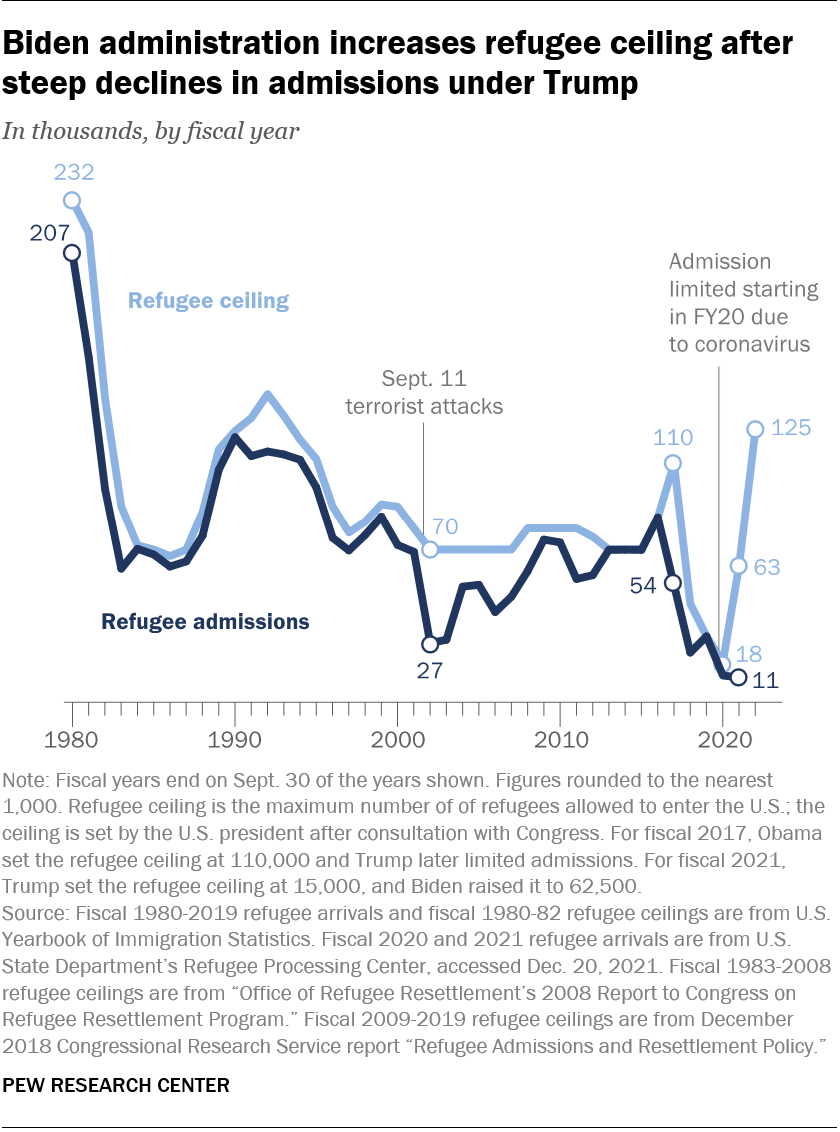 Biden administration increases refugee ceiling after
steep declines in admissions under Trump
In thousands, by fiscal year
232
207
Refugee ceiling
Admission
limited starting
in FY20 due
to coronavirus
Sept. 11
terrorist attacks
110
125
70
63
54
Refugee admissions
27
18
11
1980
1990
2000
2010
2020
Note: Fiscal years end on Sept. 30 of the years shown. Figures rounded to the nearest
1,000. Refugee ceiling is the maximum number of of refugees allowed to enter the U.S.; the
ceiling is set by the U.S. president after consultation with Congress. For fiscal 2017, Obama
set the refugee ceiling at 110,000 and Trump later limited admissions. For fiscal 2021,
Trump set the refugee ceiling at 15,000, and Biden raised it to 62,500.
Source: Fiscal 1980-2019 refugee arrivals and fiscal 1980-82 refugee ceilings are from U.S.
Yearbook of Immigration Statistics. Fiscal 2020 and 2021 refugee arrivals are from U.S.
State Department's Refugee Processing Center, accessed Dec. 20, 2021. Fiscal 1983-2008
refugee ceilings are from “Office of Refugee Resettlement's 2008 Report to Congress on
Refugee Resettlement Program.” Fiscal 2009-2019 refugee ceilings are from December
2018 Congressional Research Service report “Refugee Admissions and Resettlement Policy.”
PEW RESEARCH CENTER